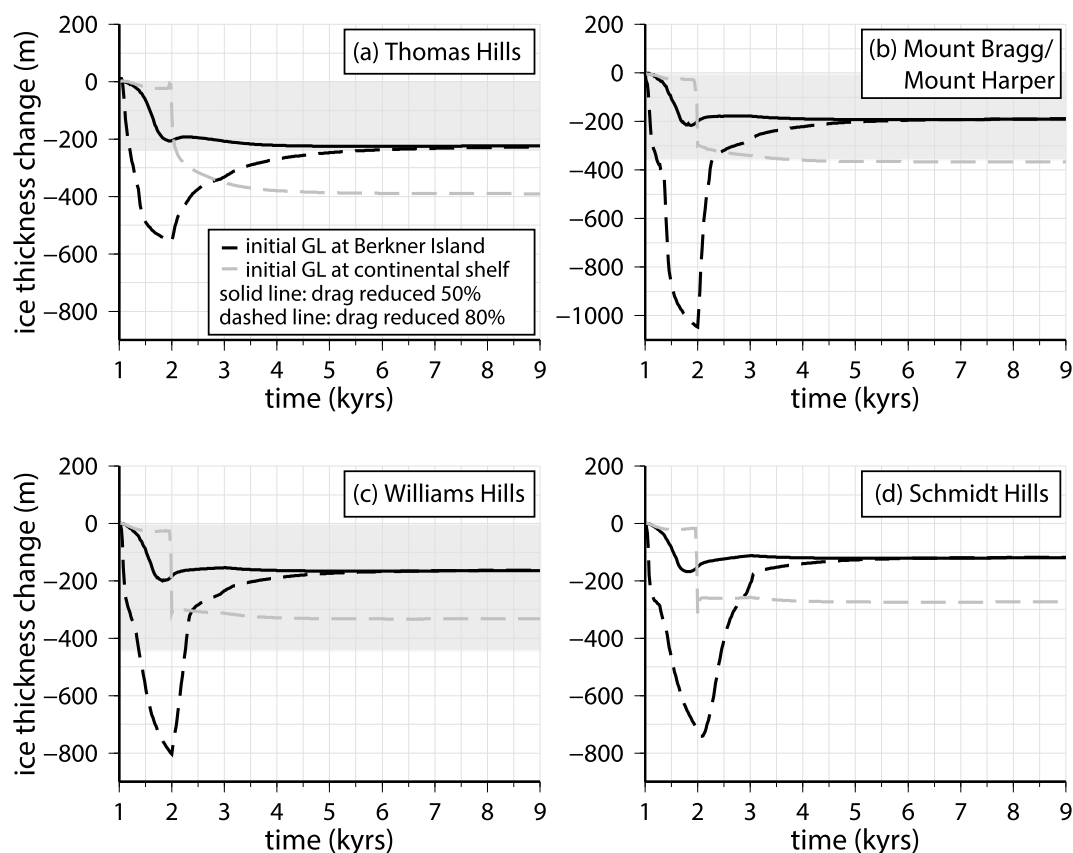 200
0
−200
−400
−600
−800
ice thickness change (m)
(a) Thomas Hills
initial GL at Berkner Island
initial GL at continental shelf
solid line: drag reduced 50%
dashed line: drag reduced 80%
1 2 3 4 5 6 7 8 9
time (kyrs)
200
0
−200
−400
−600
−800
−1000
(b) Mount Bragg/
Mount Harper
1 2 3 4 5 6 7 8 9
time (kyrs)
200
0
−200
−400
−600
−800
ice thickness change (m)
(c) Williams Hills
1 2 3 4 5 6 7 8 9
time (kyrs)
200
0
−200
−400
−600
−800
(d) Schmidt Hills
1 2 3 4 5 6 7 8 9
time (kyrs)